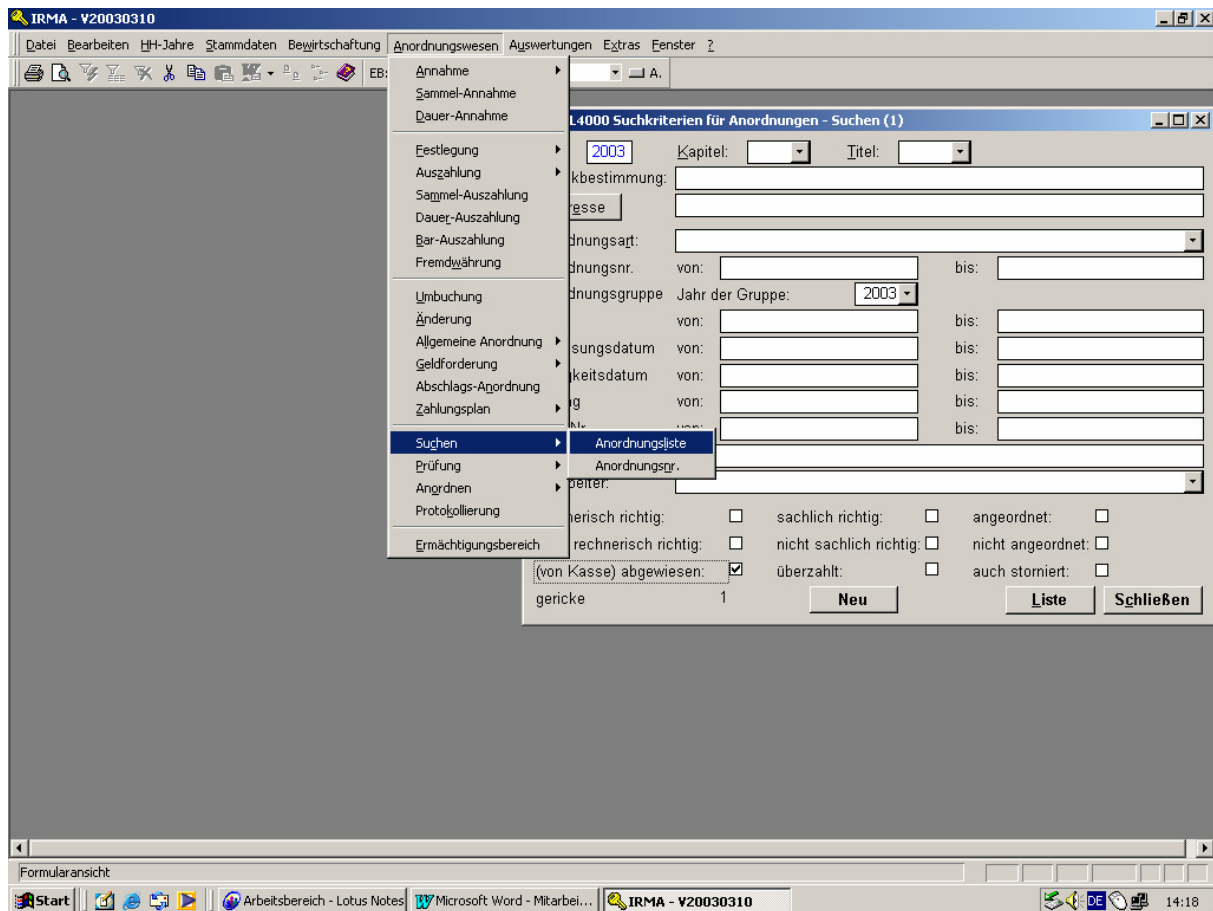 IRMA - V20030310
Datei Bearbeiten HH-Jahre Stammdaten Bewirtschaftung Anordnungswesen Auswertungen Extras Fenster ?
EB: A.
Annahme
Sammel-Annahme
Dauer-Annahme
Festlegung
Auszahlung
Sammel-Auszahlung
Dauer-Auszahlung
Bar-Auszahlung
Fremdwährung
Umbuchung
Änderung
Allgemeine Anordnung
Geldforderung
Abschlags-Anordnung
Zahlungsplan
Suchen
Prüfung
Anordnen
Protokollierung
Ermächtigungsbereich
Anordnungsliste
Anordnungsnr.
L4000 Suchkriterien für Anordnungen - Suchen (1)
2003 Kapitel: Titel:
kbestimmung:
resse
dnungsart:
dnungsnr. von: bis:
dnungsgruppe Jahr der Gruppe: 2003
von: bis:
sungsdatum von: bis:
keitsdatum von: bis:
g von: bis:
bis:
beiter:
nerisch richtig: sachlich richtig: angeordnet:
rechnerisch richtig: nicht sachlich richtig: nicht angeordnet:
(von Kasse) abgewiesen: überzahlt: auch storniert:
gericke 1 Neu Liste Schließen
Formularansicht
Start Arbeitsbereich - Lotus Notes Microsoft Word - Mitarbei... IRMA - V20030310 DE 14:18